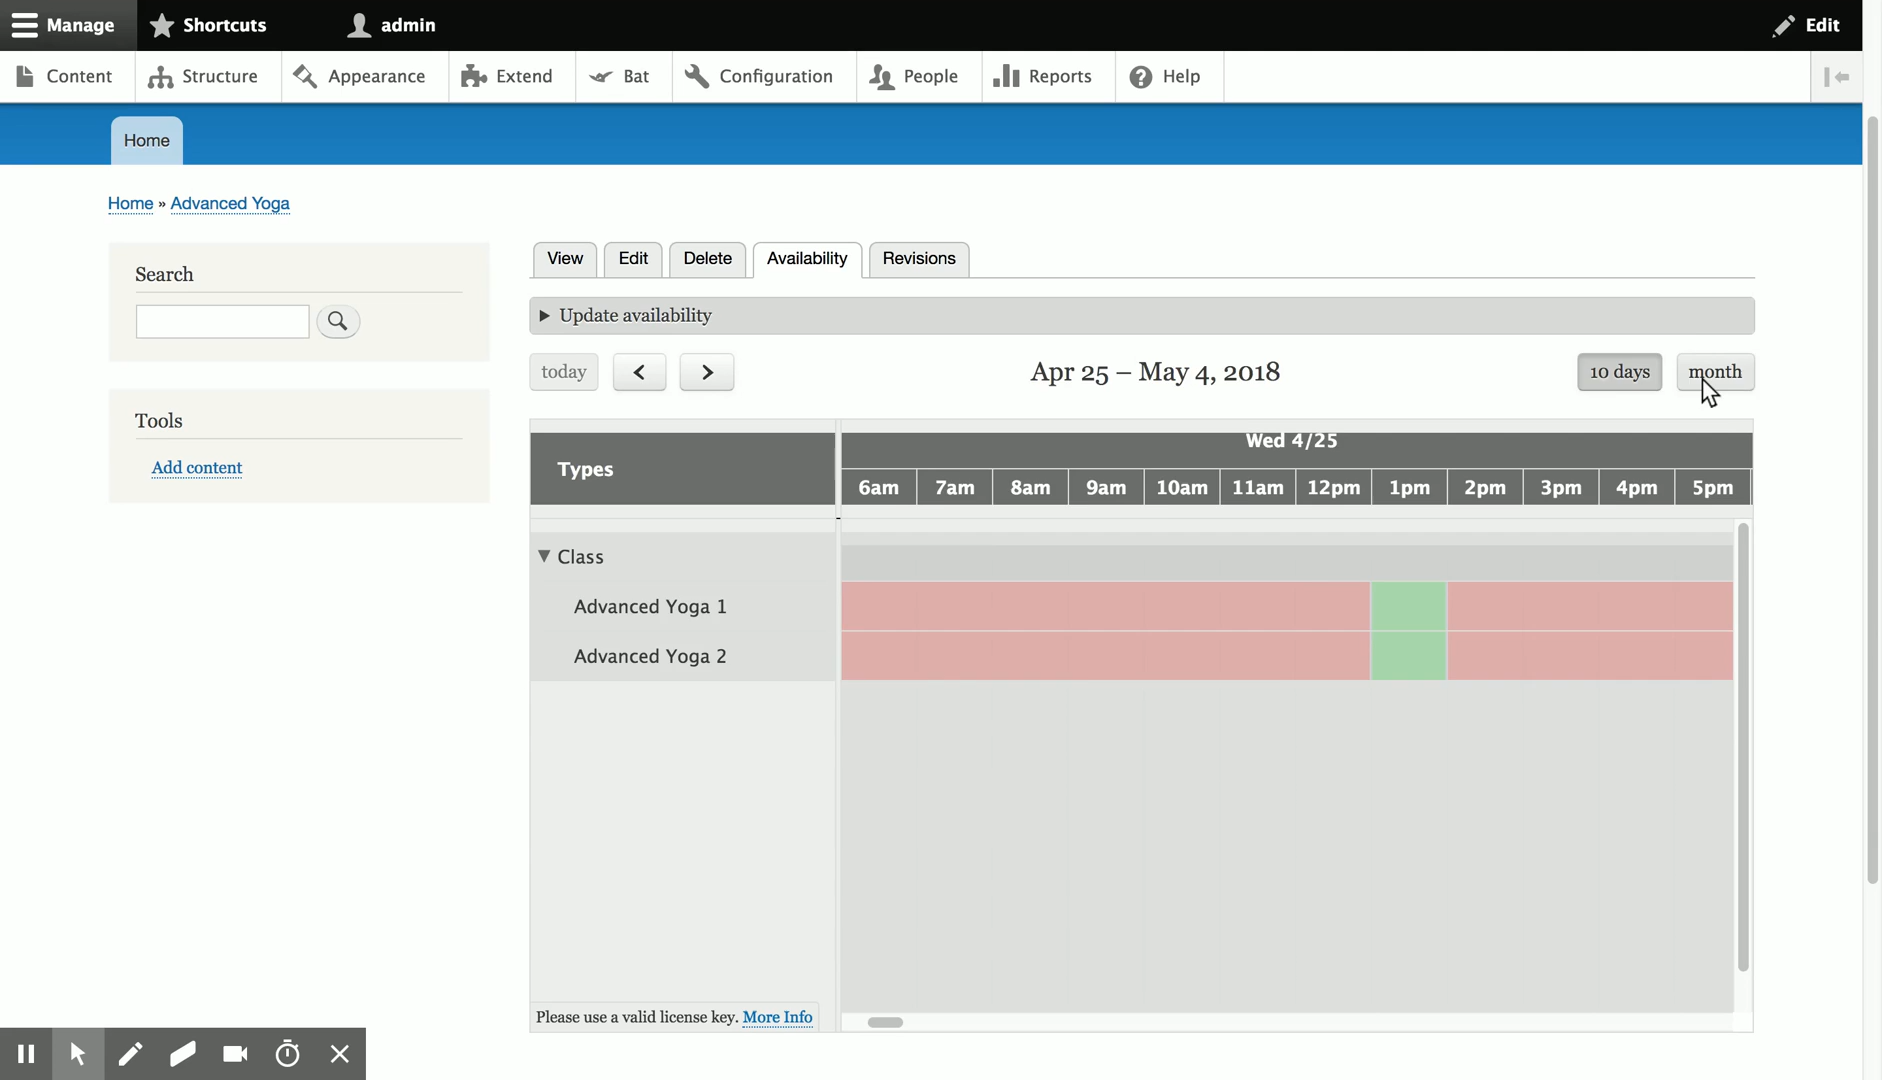 Manage Shortcuts admin Edit
Content Structure Appearance Extend Bat Configuration People Reports Help
Home
Home » Advanced Yoga
Search
Tools
Add content
View Edit Delete Availability Revisions
Update availability
today Apr 25 – May 4, 2018 10 days month
Types
Wed 4/25
6am 7am 8am 9am 10am 11am 12pm 1pm 2pm 3pm 4pm 5pm
Class
Advanced Yoga 1
Advanced Yoga 2
Please use a valid license key. More Info